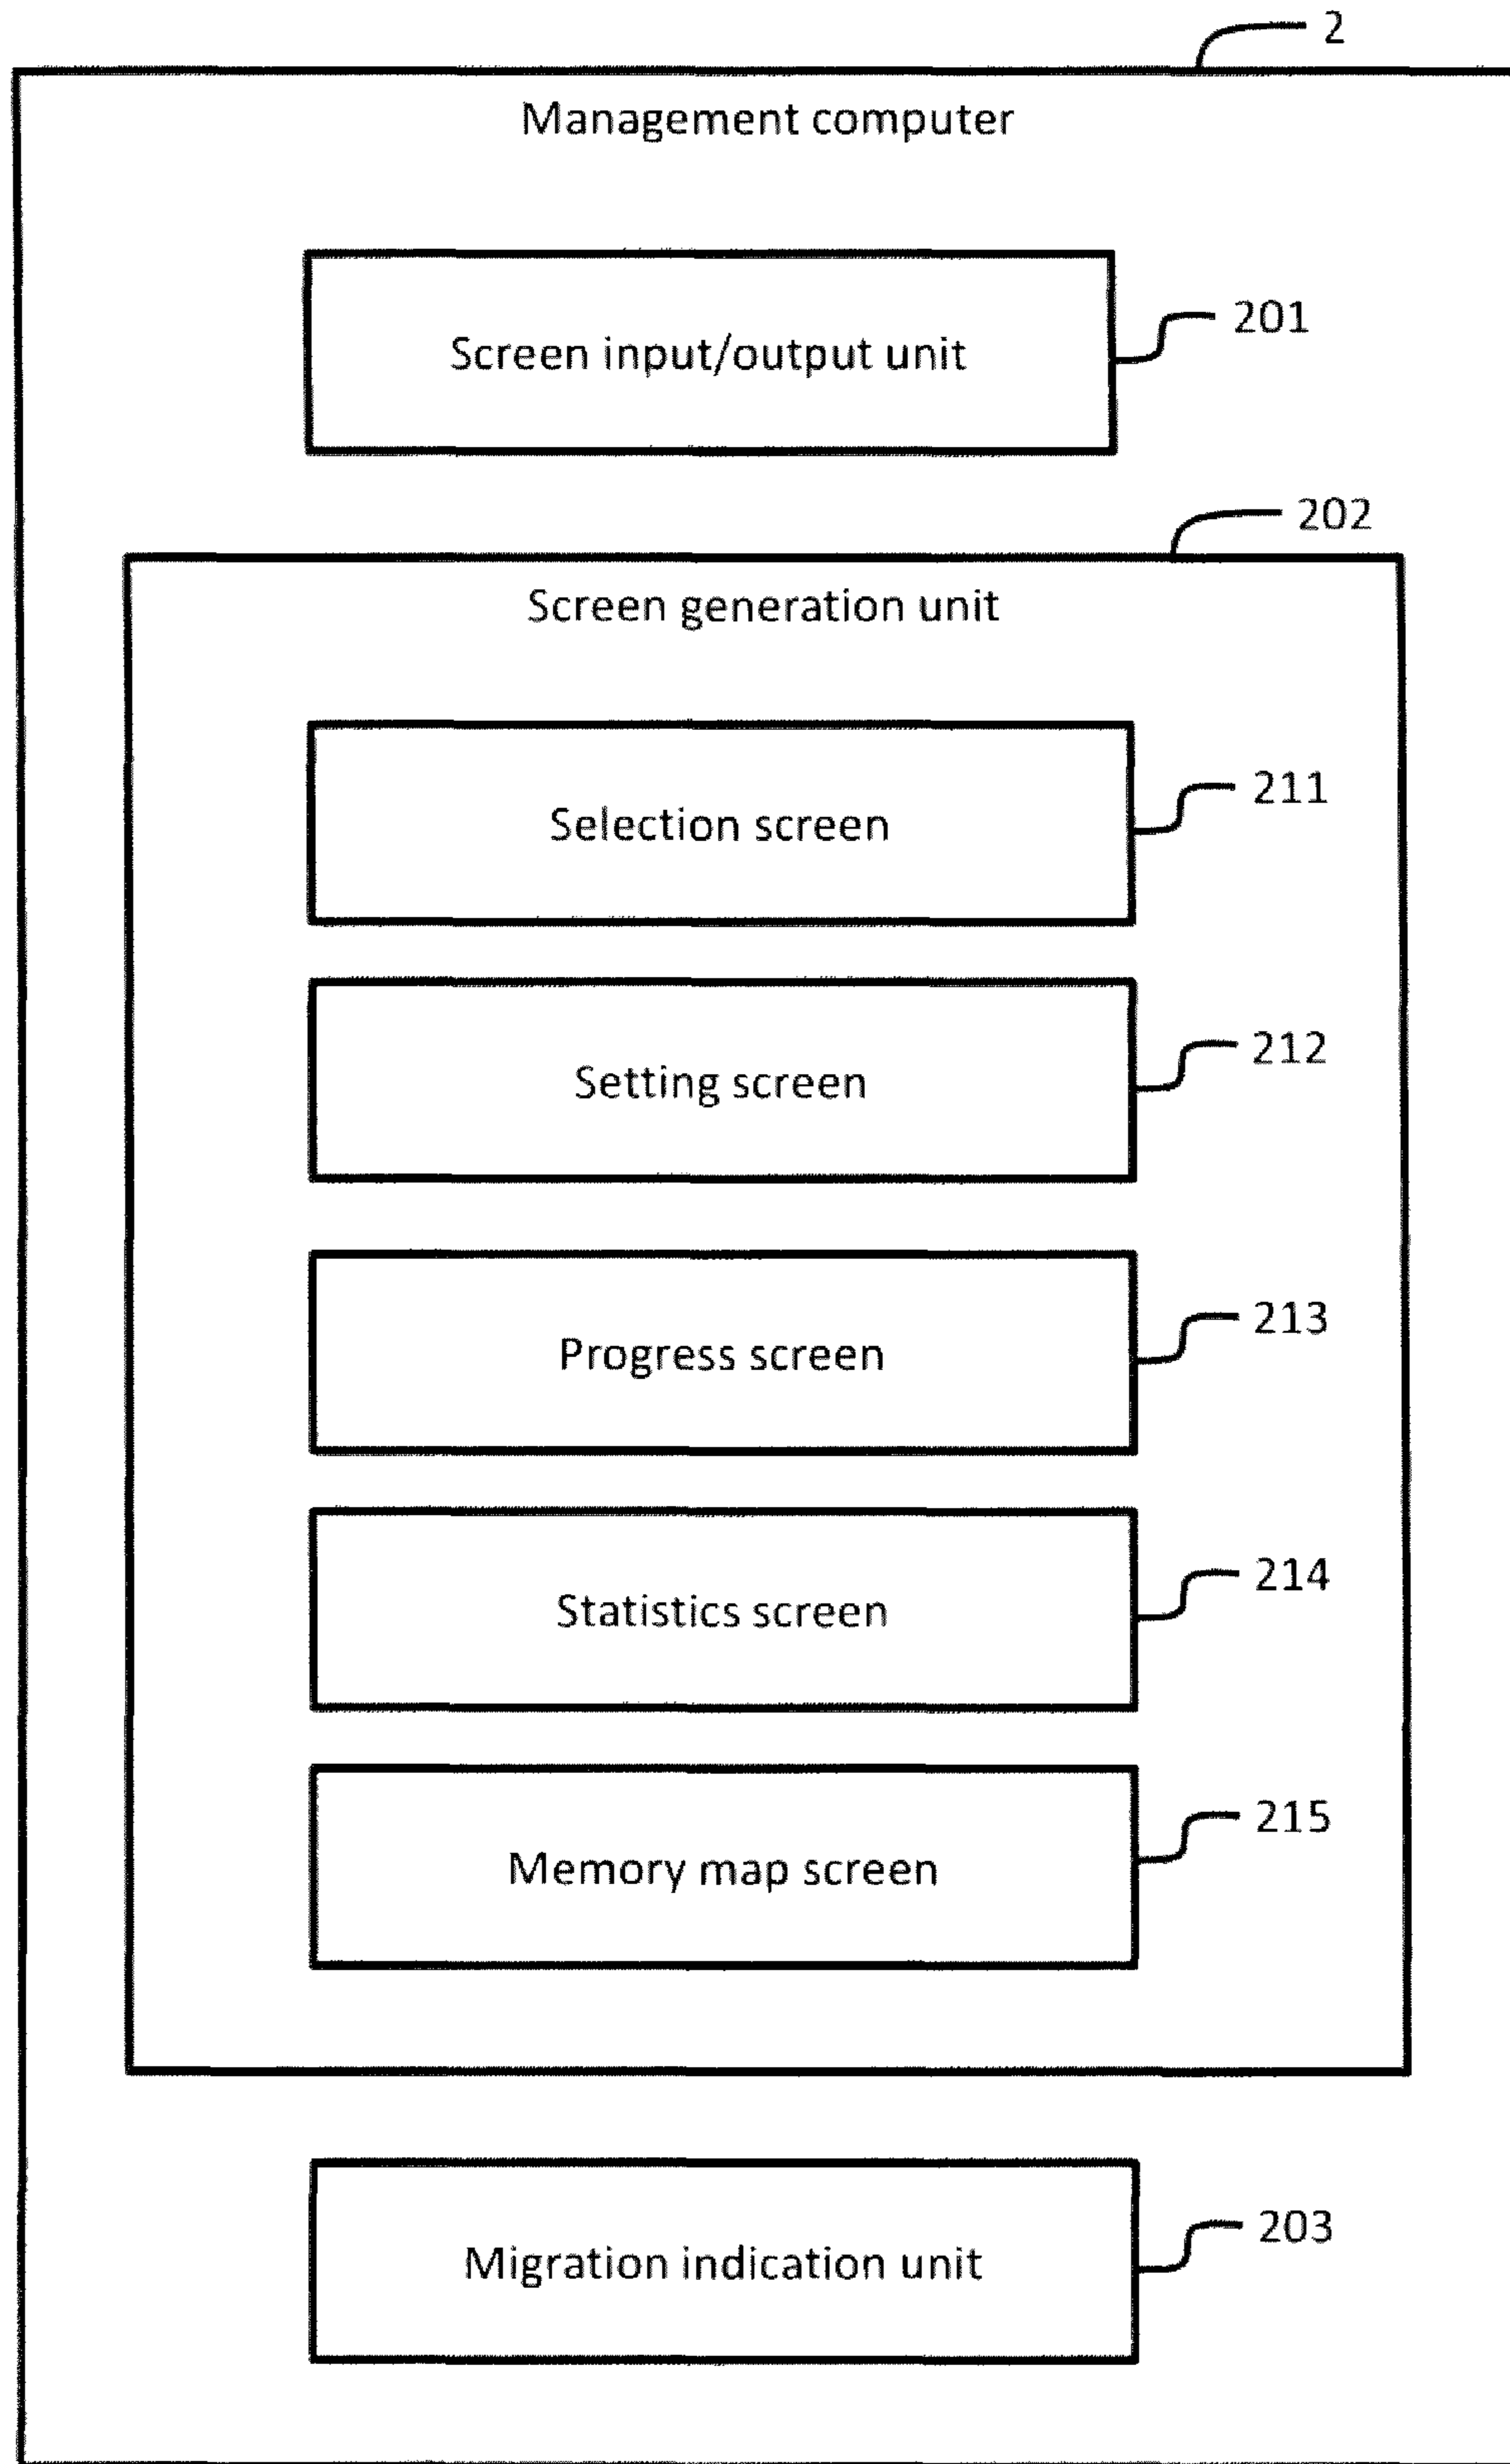 2
Management computer
Screen input/output unit
201
202
Screen generation unit
Selection screen
211
Setting screen
212
Progress screen
213
Statistics screen
214
Memory map screen
215
Migration indication unit
203